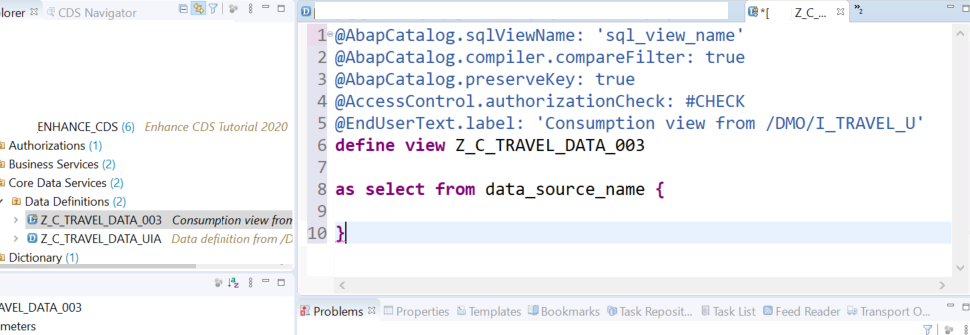 lorer
CDS Navigator
ENHANCE_CDS (6) Enhance CDS Tutorial 2020
Authorizations (1)
Business Services (2)
Core Data Services (2)
Data Definitions (2)
Z_C_TRAVEL_DATA_003 Consumption view from
Z_C_TRAVEL_DATA_UIA Data definition from /D
Dictionary (1)
AVEL_DATA_003
meters
*[ Z_C_...
2
1 @AbapCatalog.sqlViewName: 'sql_view_name'
2 @AbapCatalog.compiler.compareFilter: true
3 @AbapCatalog.preserveKey: true
4 @AccessControl.authorizationCheck: #CHECK
5 @EndUserText.label: 'Consumption view from /DMO/I_TRAVEL_U'
6 define view Z_C_TRAVEL_DATA_003
7
8 as select from data_source_name {
9
10 }
Problems Properties Templates Bookmarks Task Reposit... Task List Feed Reader Transport O...